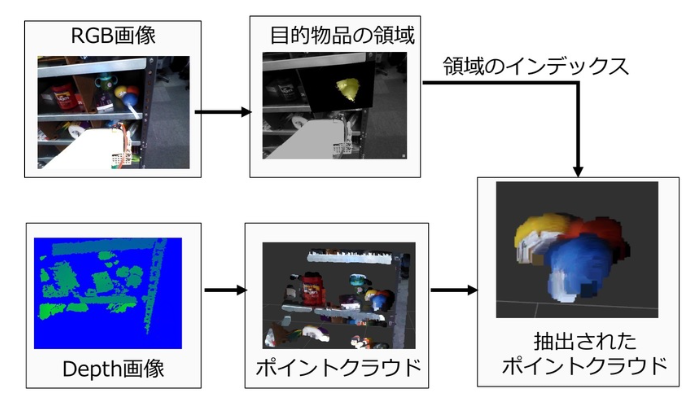 RGB画像
目的物品の領域
領域のインデックス
Depth画像
ポイントクラウド
抽出された
ポイントクラウド